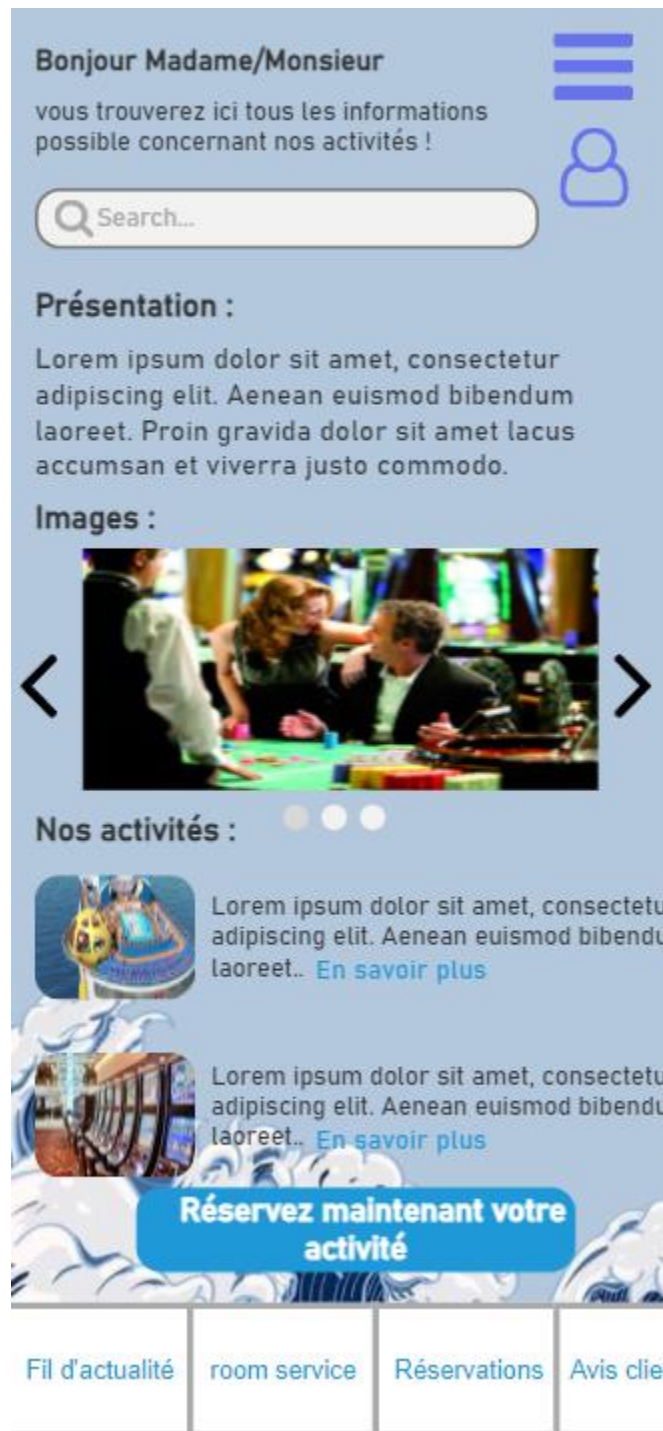 Bonjour Madame/Monsieur
vous trouverez ici tous les informations
possible concernant nos activités !
Search...
Présentation :
Lorem ipsum dolor sit amet, consectetur
adipiscing elit. Aenean euismod bibendum
laoreet. Proin gravida dolor sit amet lacus
accumsan et viverra justo commodo.
Images :
Nos activités :
Lorem ipsum dolor sit amet, consectetu
adipiscing elit. Aenean euismod bibendu
laoreet.. En savoir plus
Lorem ipsum dolor sit amet, consectetu
adipiscing elit. Aenean euismod bibendu
laoreet.. En savoir plus
Réservez maintenant votre
activité
Fil d'actualité room service Réservations Avis clie